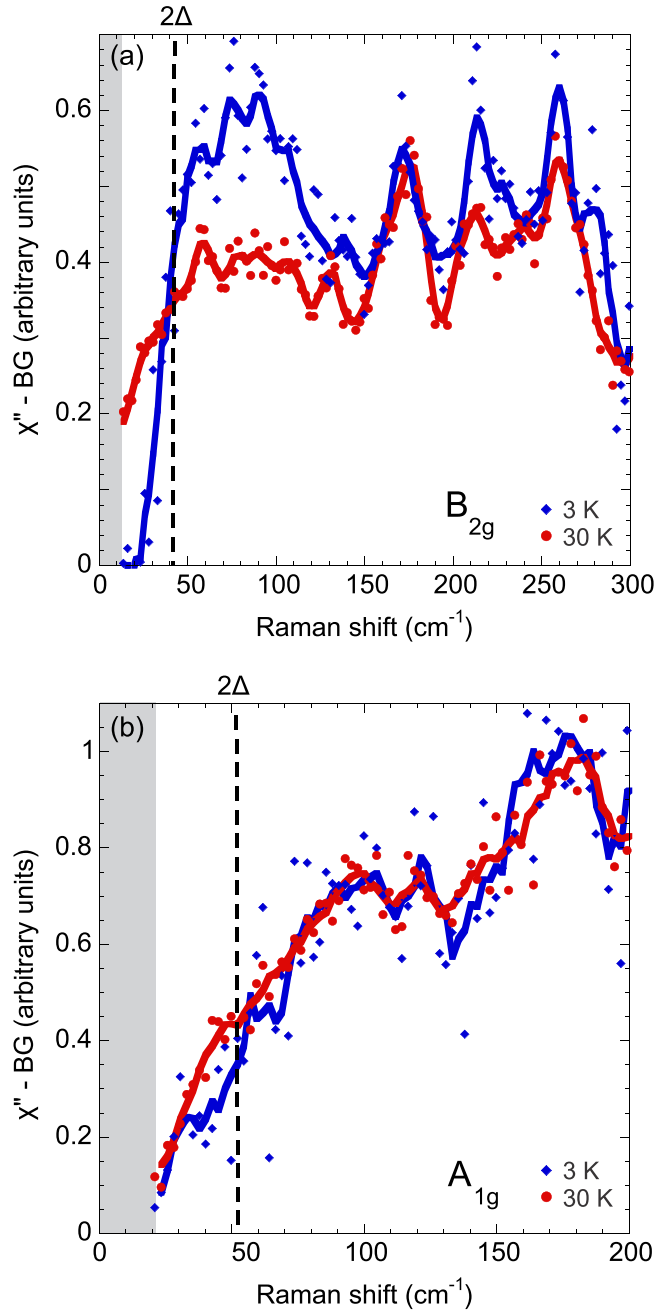 2Δ
(a)
0.6
0.4
0.2
0
χ" - BG (arbitrary units)
B2g
3 K
30 K
0 50 100 150 200 250 300
Raman shift (cm⁻¹)
2Δ
(b)
1
0.8
0.6
0.4
0.2
0
χ" - BG (arbitrary units)
A1g
3 K
30 K
0 50 100 150 200
Raman shift (cm⁻¹)